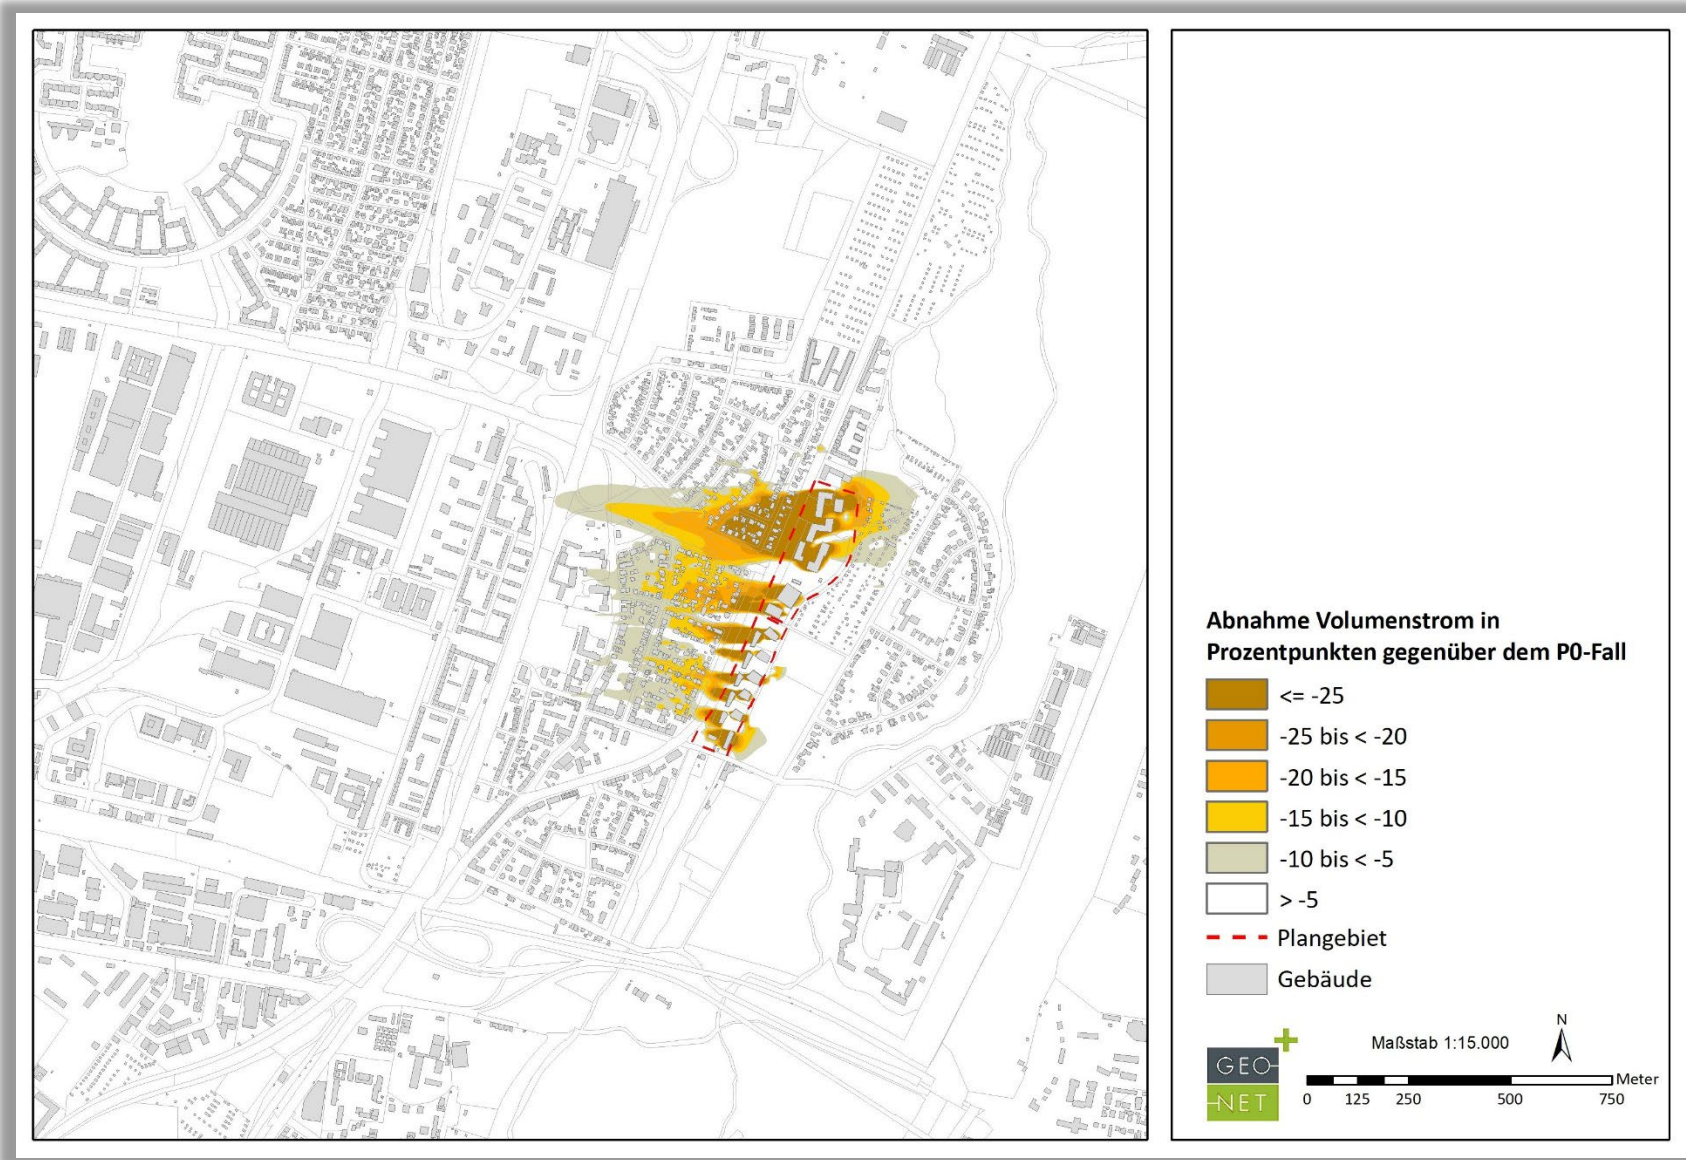 Abnahme Volumenstrom in
Prozentpunkten gegenüber dem P0-Fall
<= -25
-25 bis < -20
-20 bis < -15
-15 bis < -10
-10 bis < -5
> -5
Plangebiet
Gebäude
N
Maßstab 1:15.000
GEO
NET
Meter
0 125 250 500 750